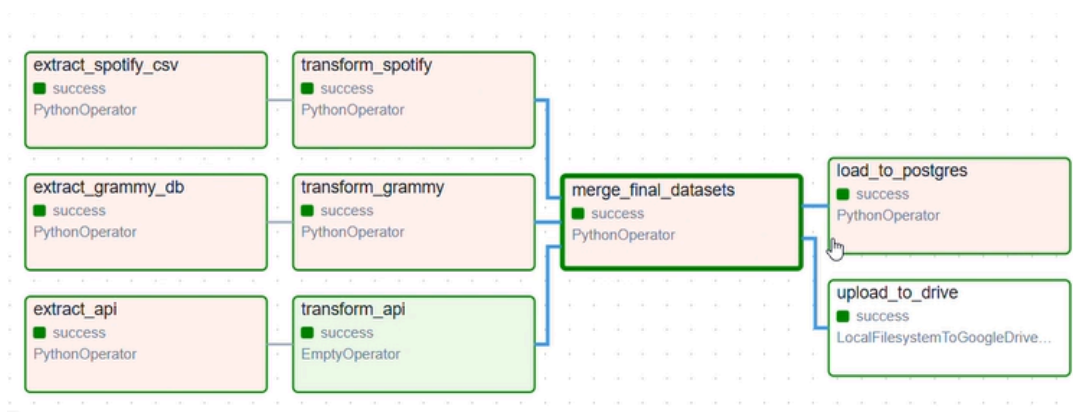 extract_spotify_csv
success
PythonOperator
transform_spotify
success
PythonOperator
extract_grammy_db
success
PythonOperator
transform_grammy
success
PythonOperator
extract_api
success
PythonOperator
transform_api
success
EmptyOperator
merge_final_datasets
success
PythonOperator
load_to_postgres
success
PythonOperator
upload_to_drive
success
LocalFilesystemToGoogleDrive...